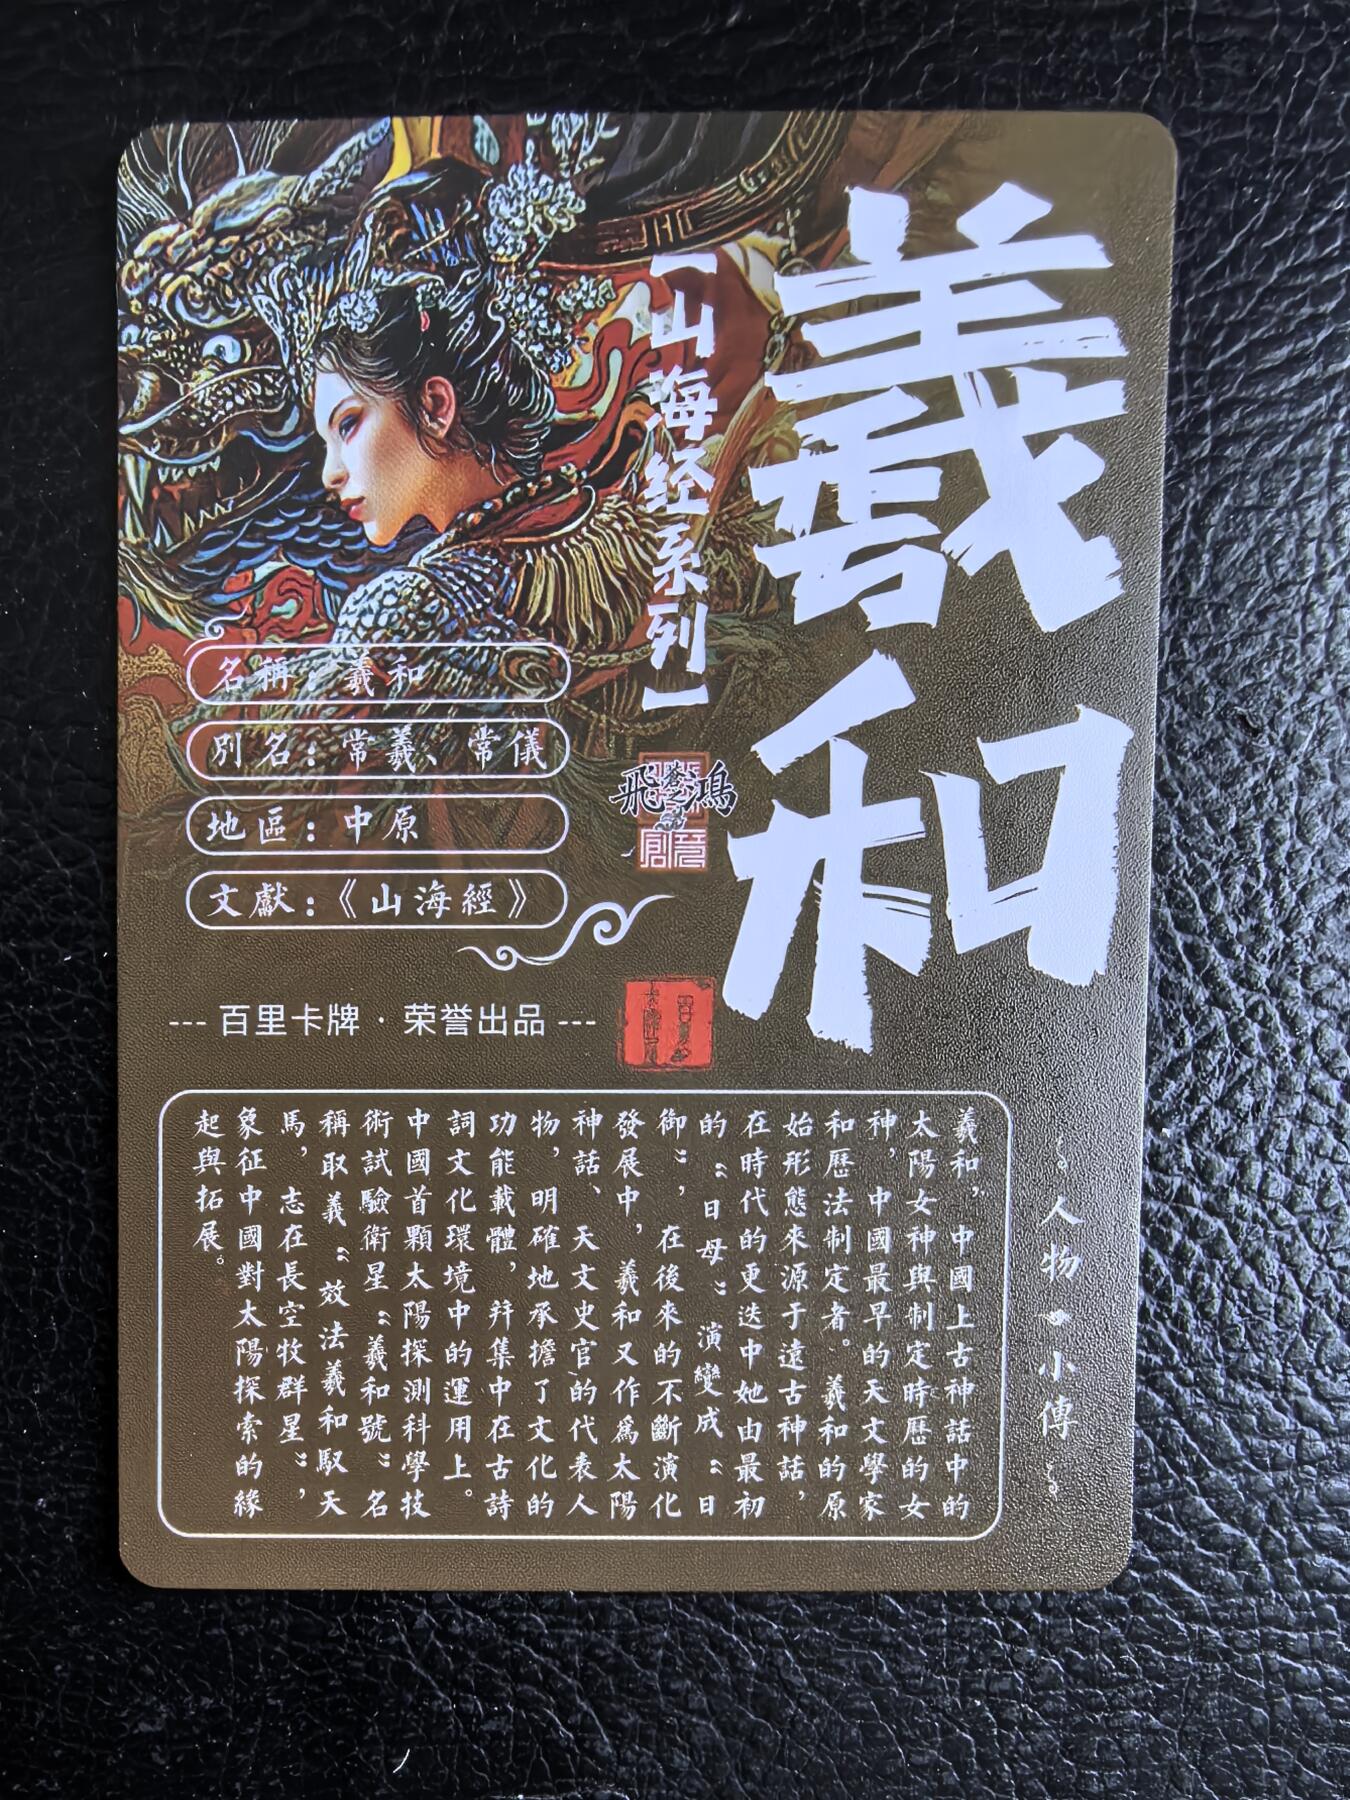 羲和
【山海经系列】
飛鴻
名稱：羲和
別名：常羲、常儀
地區：中原
文獻：《山海經》
--- 百里卡牌 · 荣誉出品 ---
人物小傳
羲和，中國上古神話中的
太陽女神與制定時歷的女
神，中國最早的天文學家
和歷法制定者。羲和的原
始形態來源于遠古神話，
在時代的更迭中她由最初
的“日母”演變成“日
御”，在後來的不斷演化
發展中，羲和又作爲太陽
神話、天文史官的代表人
物，明確地承擔了文化的
功能載體，并集中在古詩
詞文化環境中的運用上。
中國首顆太陽探測科學技
術試驗衛星“羲和號”名
稱取義“效法羲和馭天
馬，志在長空牧群星”，
象征中國對太陽探索的緣
起與拓展。